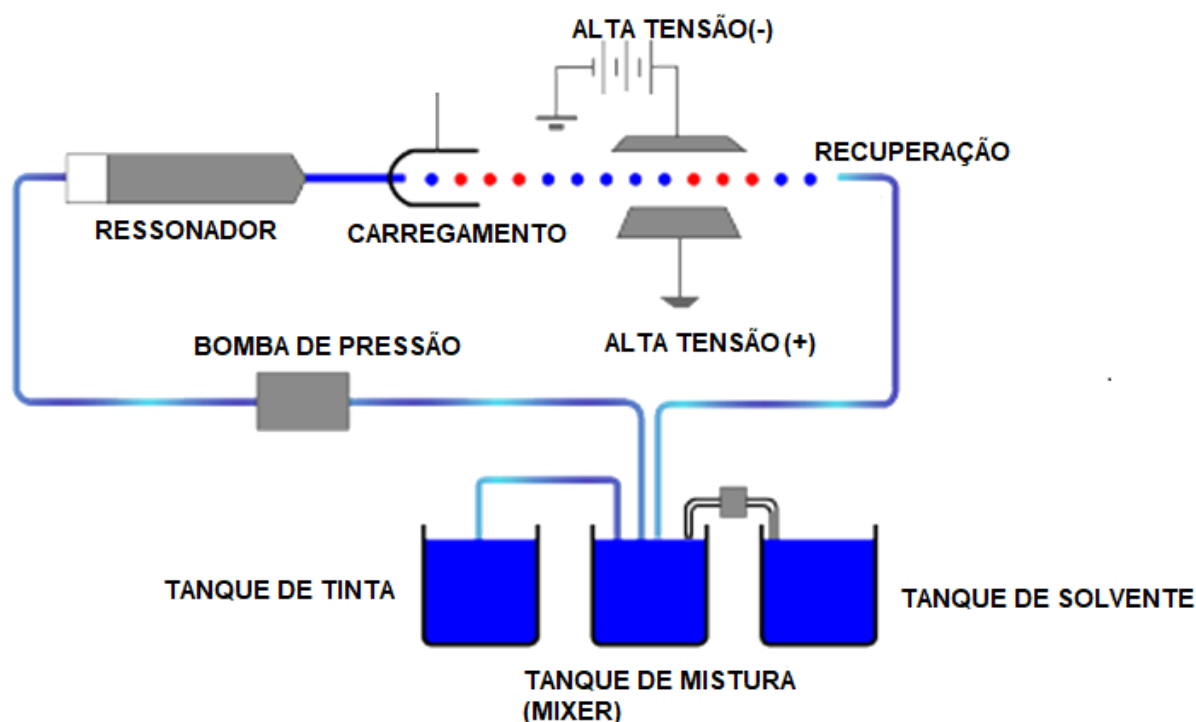 ALTA TENSÃO(-)
RECUPERAÇÃO
RESSONADOR
CARREGAMENTO
BOMBA DE PRESSÃO
ALTA TENSÃO(+)
TANQUE DE TINTA
TANQUE DE SOLVENTE
TANQUE DE MISTURA
(MIXER)